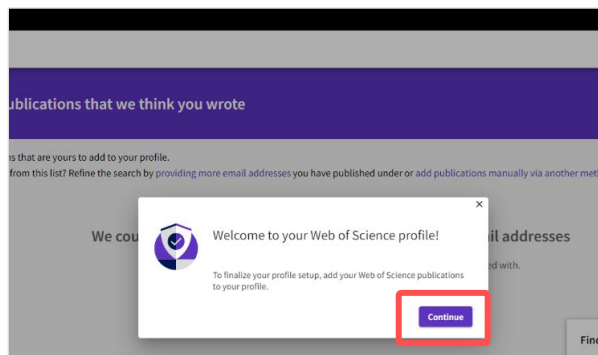 ublications that we think you wrote
ns that are yours to add to your profile.
from this list? Refine the search by providing more email addresses you have published under or add publications manually via another met
We cou
il addresses
ed with.
×
Welcome to your Web of Science profile!
To finalize your profile setup, add your Web of Science publications
to your profile.
Continue
Find